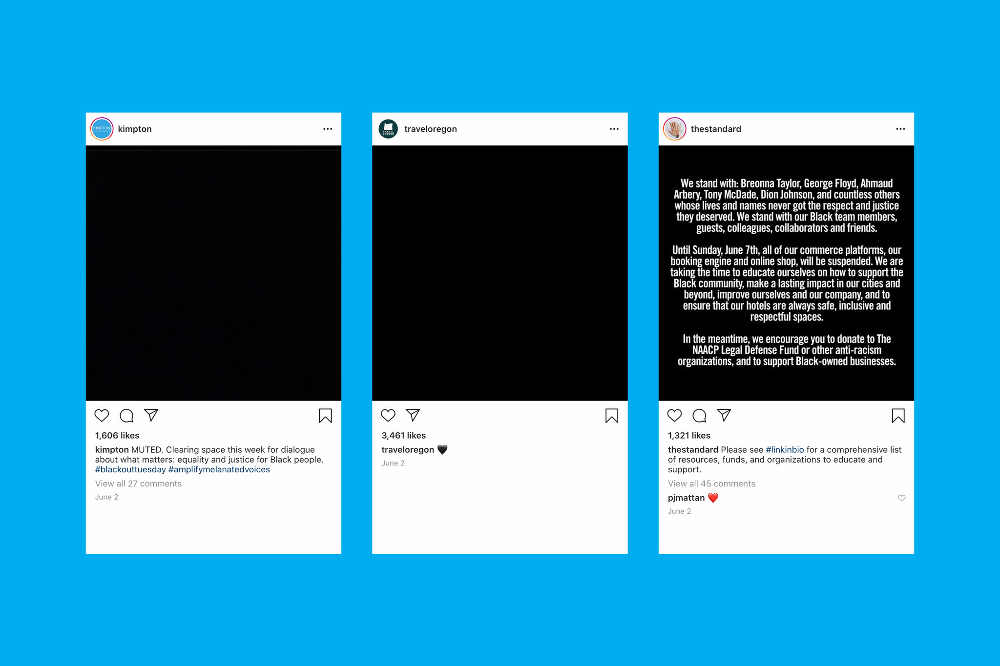 KIMPTON
kimpton
MUTED. Clearing space this week for dialogue
about what matters: equality and justice for Black people.
#blackouttuesday #amplifymelanatedvoices
1,606 likes
View all 27 comments
June 2
TRAVEL
OREGON
traveloregon
3,461 likes
traveloregon 🖤
June 2
thestandard
We stand with: Breonna Taylor, George Floyd, Ahmaud
Arbery, Tony McDade, Dion Johnson, and countless others
whose lives and names never got the respect and justice
they deserved. We stand with our Black team members,
guests, colleagues, collaborators and friends.
Until Sunday, June 7th, all of our commerce platforms, our
booking engine and online shop, will be suspended. We are
taking the time to educate ourselves on how to support the
Black community, make a lasting impact in our cities and
beyond, improve ourselves and our company, and to
ensure that our hotels are always safe, inclusive and
respectful spaces.
In the meantime, we encourage you to donate to The
NAACP Legal Defense Fund or other anti-racism
organizations, and to support Black-owned businesses.
1,321 likes
thestandard Please see #linkinbio for a comprehensive list
of resources, funds, and organizations to educate and
support.
View all 45 comments
pjmattan ❤️
June 2